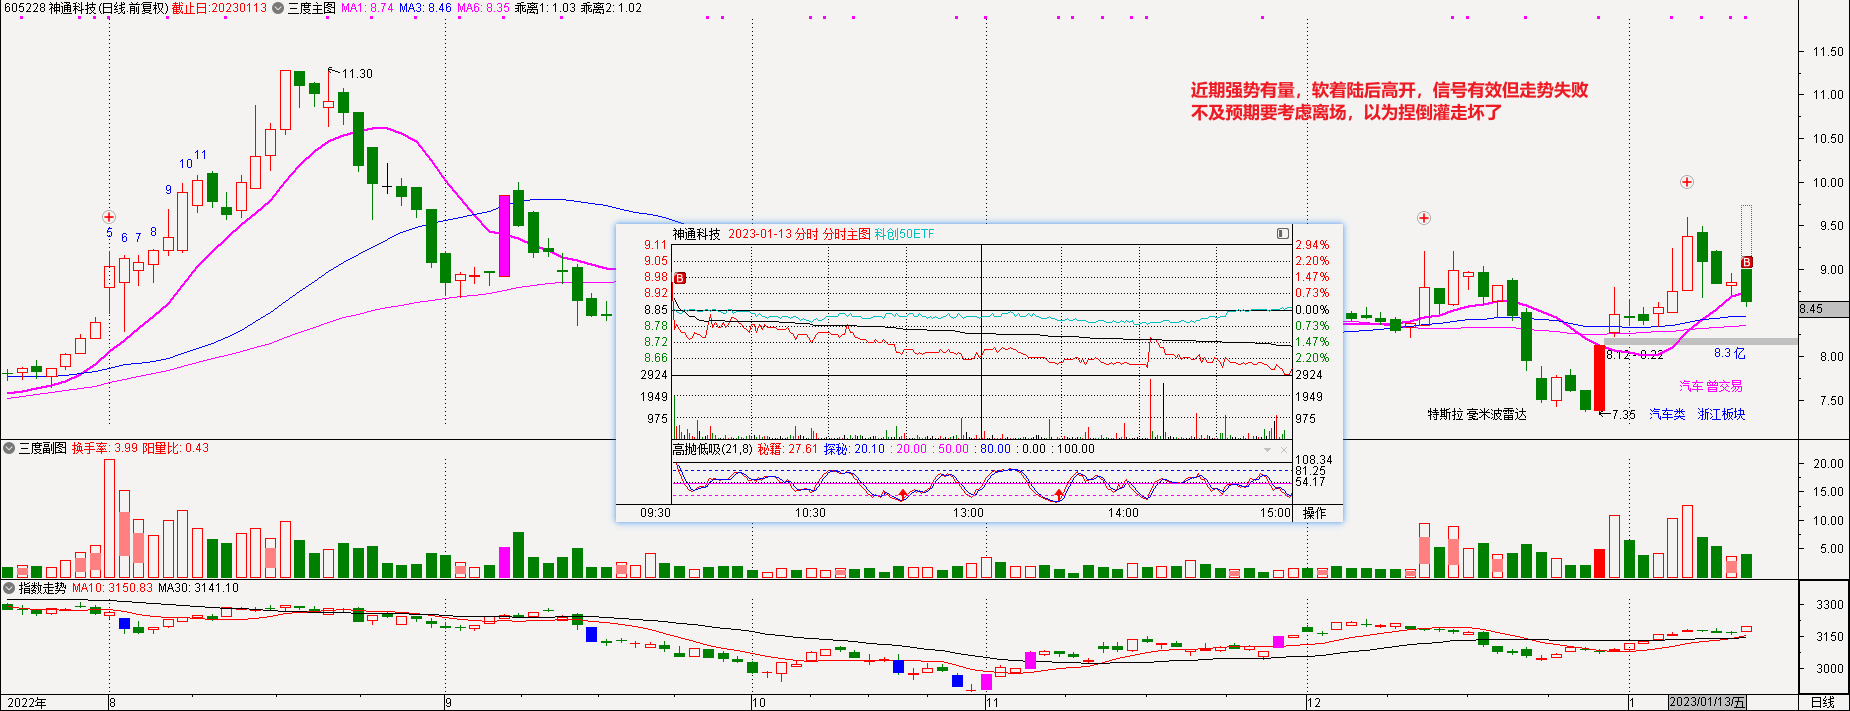 605228 神通科技(日线.前复权) 截止日:20230113 三度主图 MA1: 8.74 MA3: 8.46 MA6: 8.35 乖离1: 1.03 乖离2: 1.02
11.50
11.30
近期强势有量，软着陆后高开，信号有效但走势失败
11.00
不及预期要考虑离场，以为捏倒灌走坏了
10.50
10 11
10.00
9
9.50
5 6 7 8
9.00
B
8.45
8.12-8.22
8.3 亿
8.00
汽车 曾交易
7.50
特斯拉 毫米波雷达
7.35
汽车类 浙江板块
神通科技 2023-01-13 分时 分时主图 科创50ETF
9.11 2.94%
9.05 2.20%
8.98 B 1.47%
8.92 0.73%
8.85 0.00%
8.78 0.73%
8.72 1.47%
8.66 2.20%
2924 2924
1949 1949
975 975
高抛低吸(21,8) 秘籍: 27.61 探秘: 20.10 : 20.00 : 50.00 : 80.00 : 0.00 : 100.00
108.34
81.25
54.17
09:30 10:30 13:00 14:00 15:00 操作
三度副图 换手率: 3.99 阳量比: 0.43
20.00
15.00
10.00
5.00
指数走势 MA10: 3150.83 MA30: 3141.10
3300
3150
3000
2022年 8 9 10 11 12 1 2023/01/13/五 日线